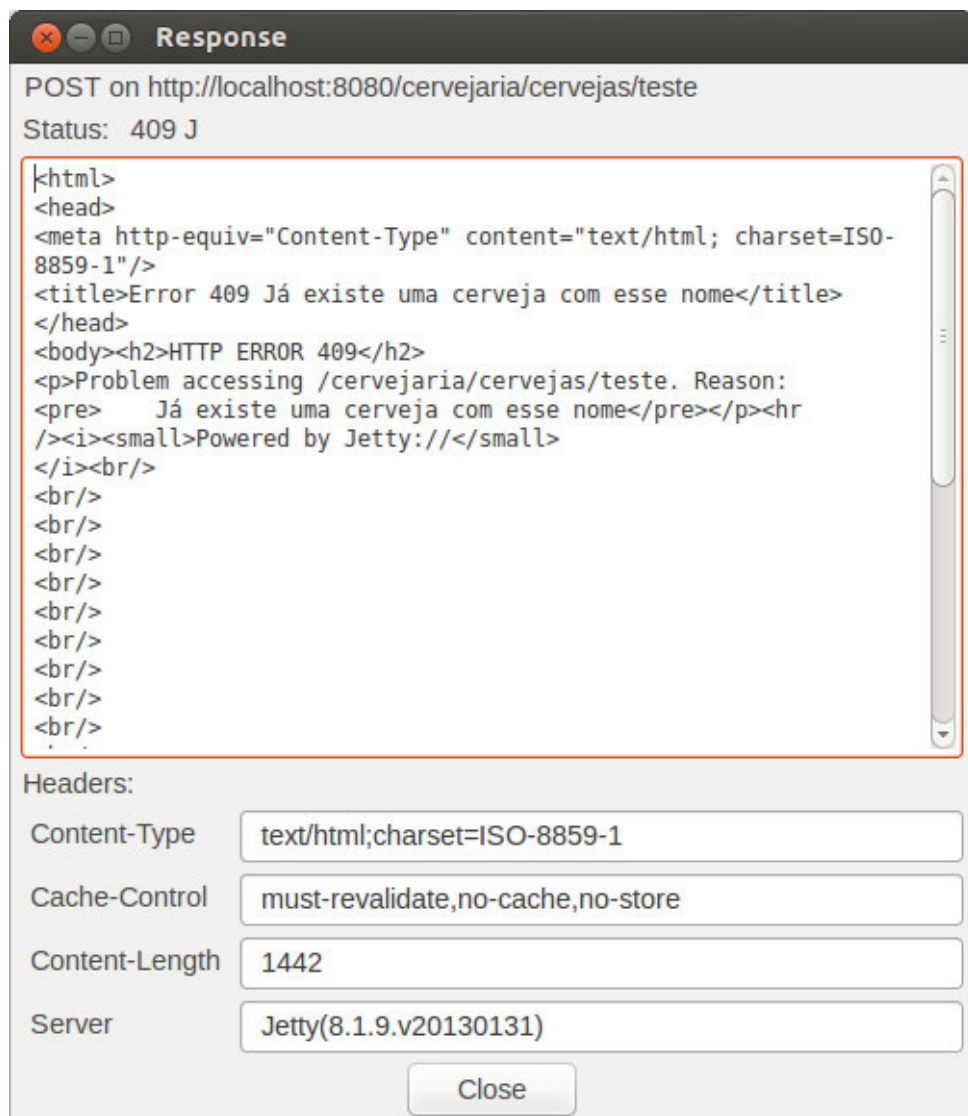 Response
POST on http://localhost:8080/cervejaria/cervejas/teste
Status: 409 J
<html>
<head>
<meta http-equiv="Content-Type" content="text/html; charset=ISO-
8859-1"/>
<title>Error 409 Já existe uma cerveja com esse nome</title>
</head>
<body><h2>HTTP ERROR 409</h2>
<p>Problem accessing /cervejaria/cervejas/teste. Reason:
<pre>    Já existe uma cerveja com esse nome</pre></p><hr
/><i><small>Powered by Jetty://</small>
</i><br/>
<br/>
<br/>
<br/>
<br/>
<br/>
<br/>
<br/>
<br/>
<br/>
Headers:
Content-Type text/html;charset=ISO-8859-1
Cache-Control must-revalidate,no-cache,no-store
Content-Length 1442
Server Jetty(8.1.9.v20130131)
Close